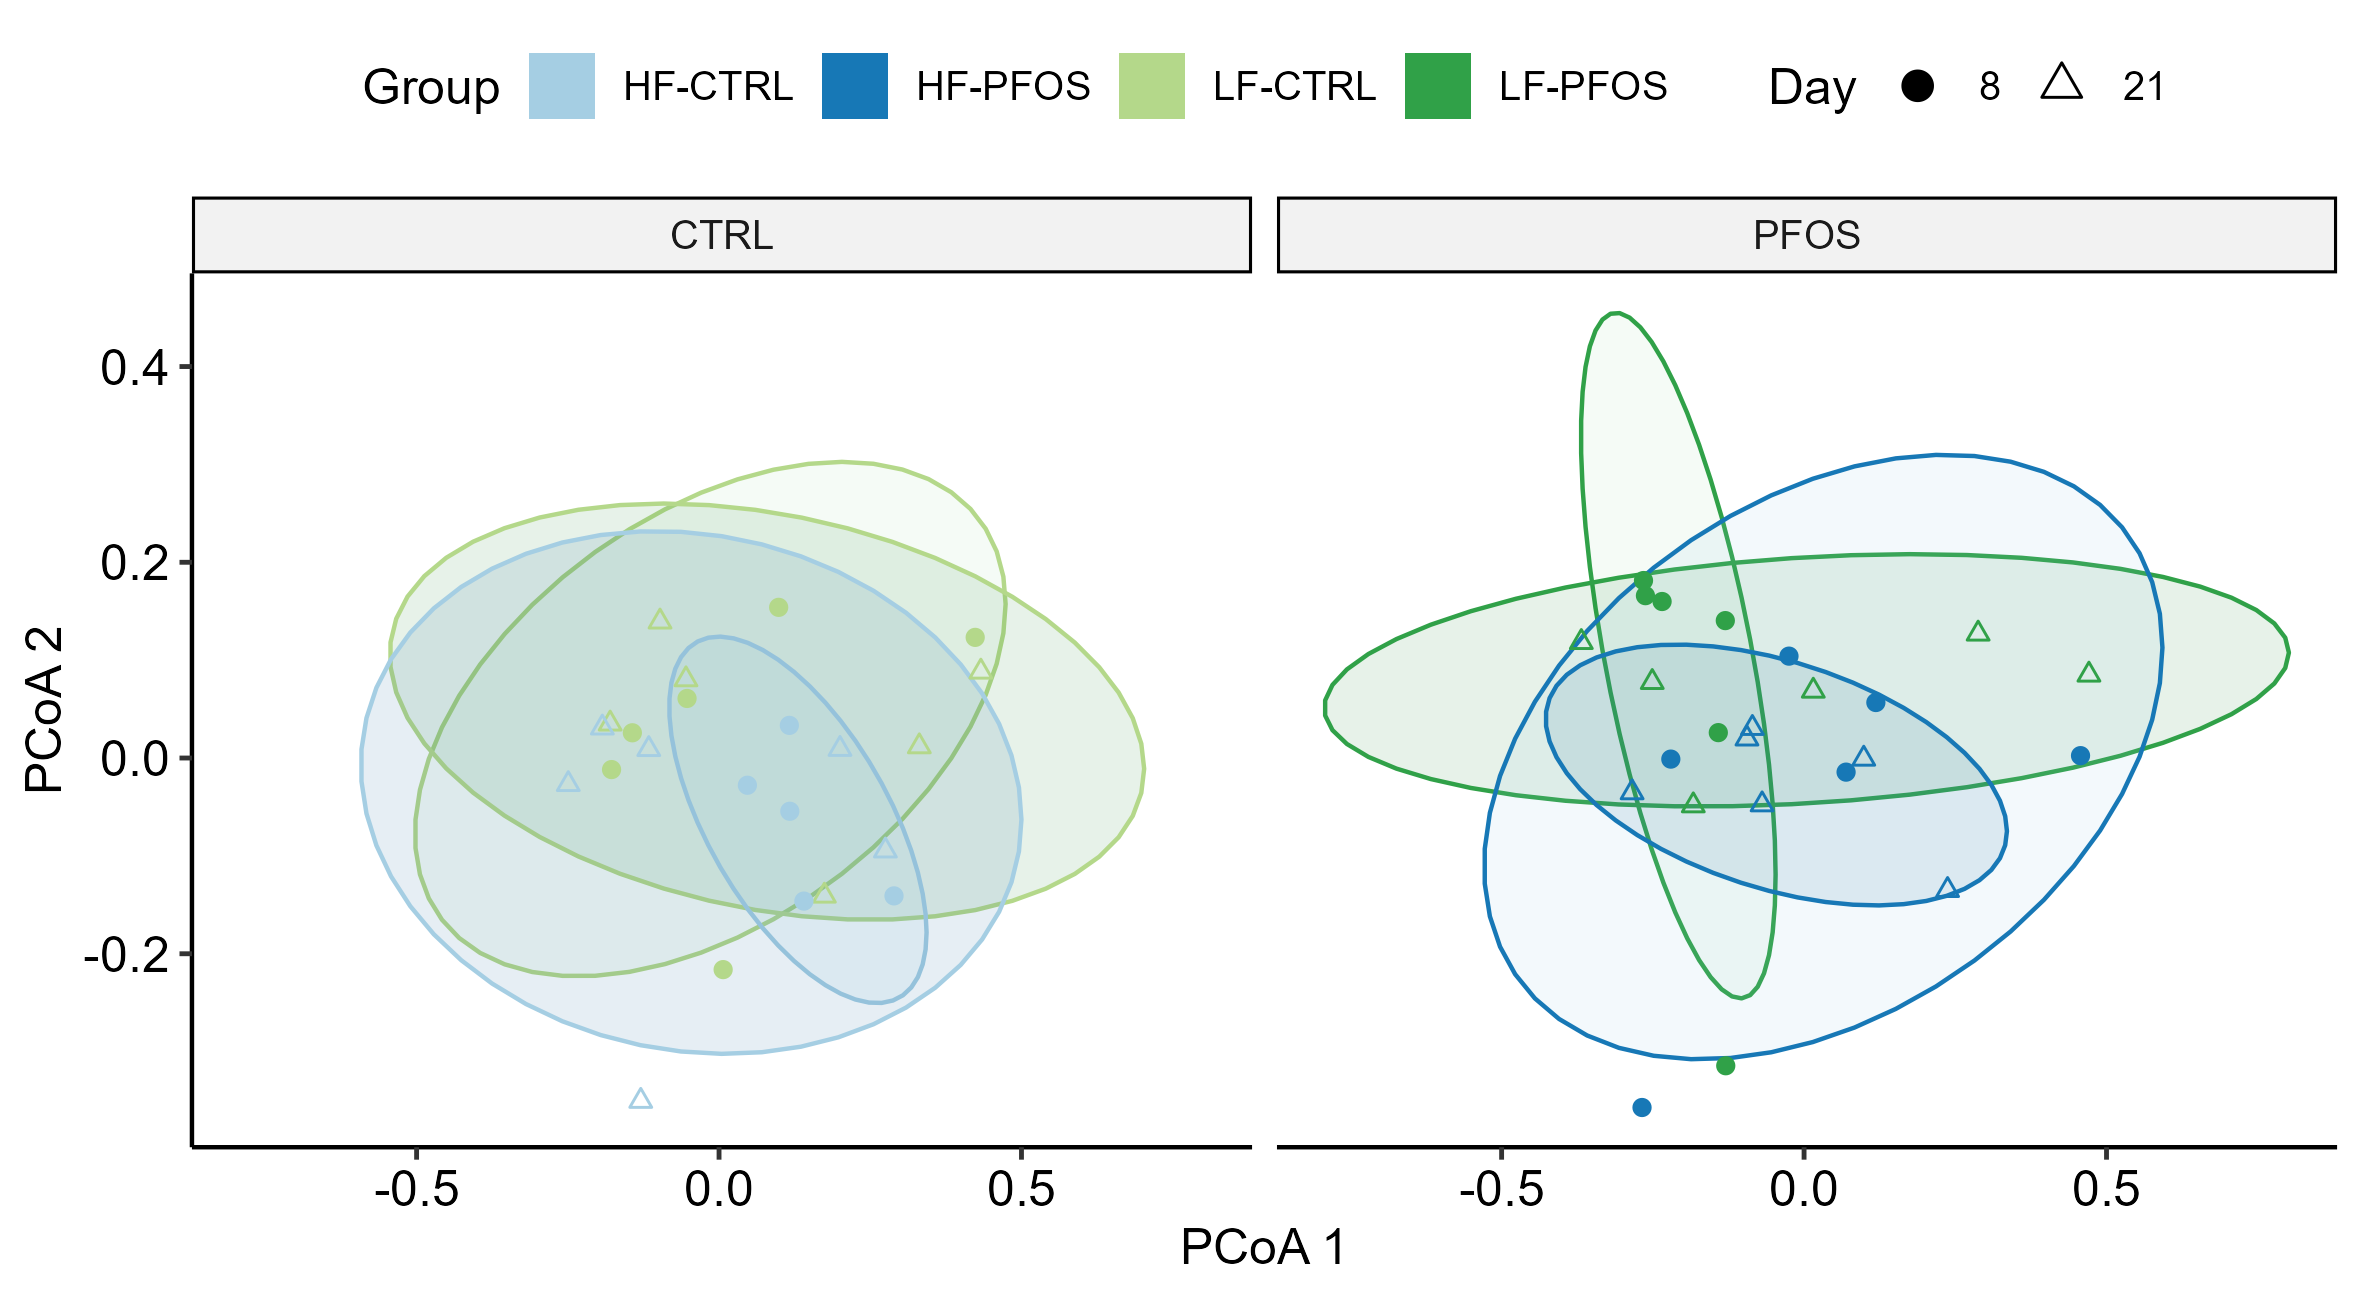 Group HF-CTRL HF-PFOS LF-CTRL LF-PFOS Day 8 21
CTRL PFOS
PCoA 2
0.4
0.2
0.0
-0.2
-0.5 0.0 0.5 -0.5 0.0 0.5
PCoA 1